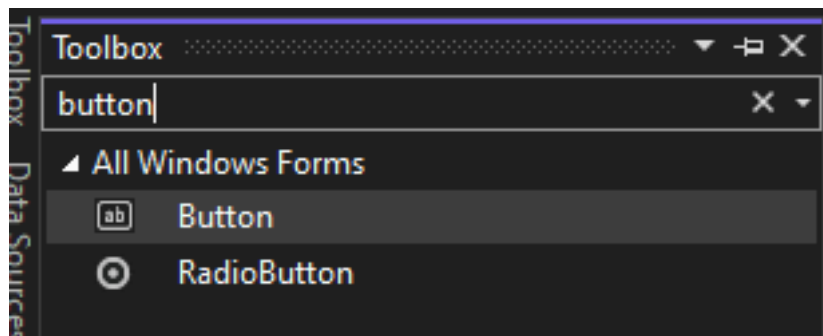 Toolbox
Data Sources
Toolbox
button
All Windows Forms
ab
Button
RadioButton